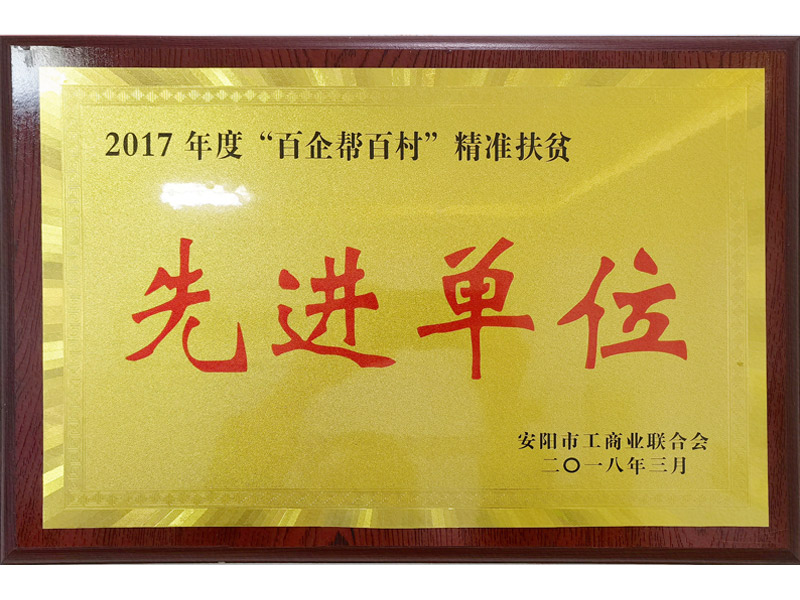 2017 年度“百企帮百村”精准扶贫
先进单位
安阳市工商业联合会
二〇一八年三月